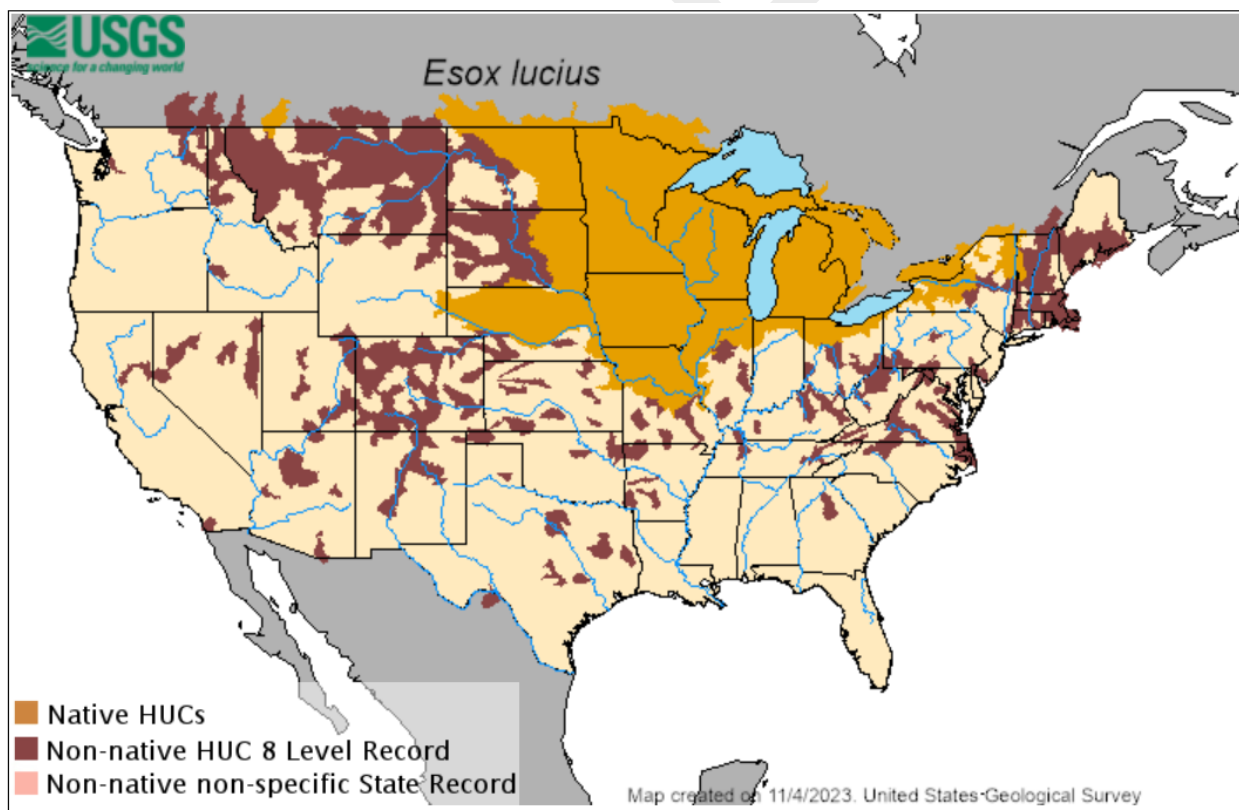 USGS
science for a changing world
Esox lucius
Native HUCs
Non-native HUC 8 Level Record
Non-native non-specific State Record
Map created on 11/4/2023. United States Geological Survey